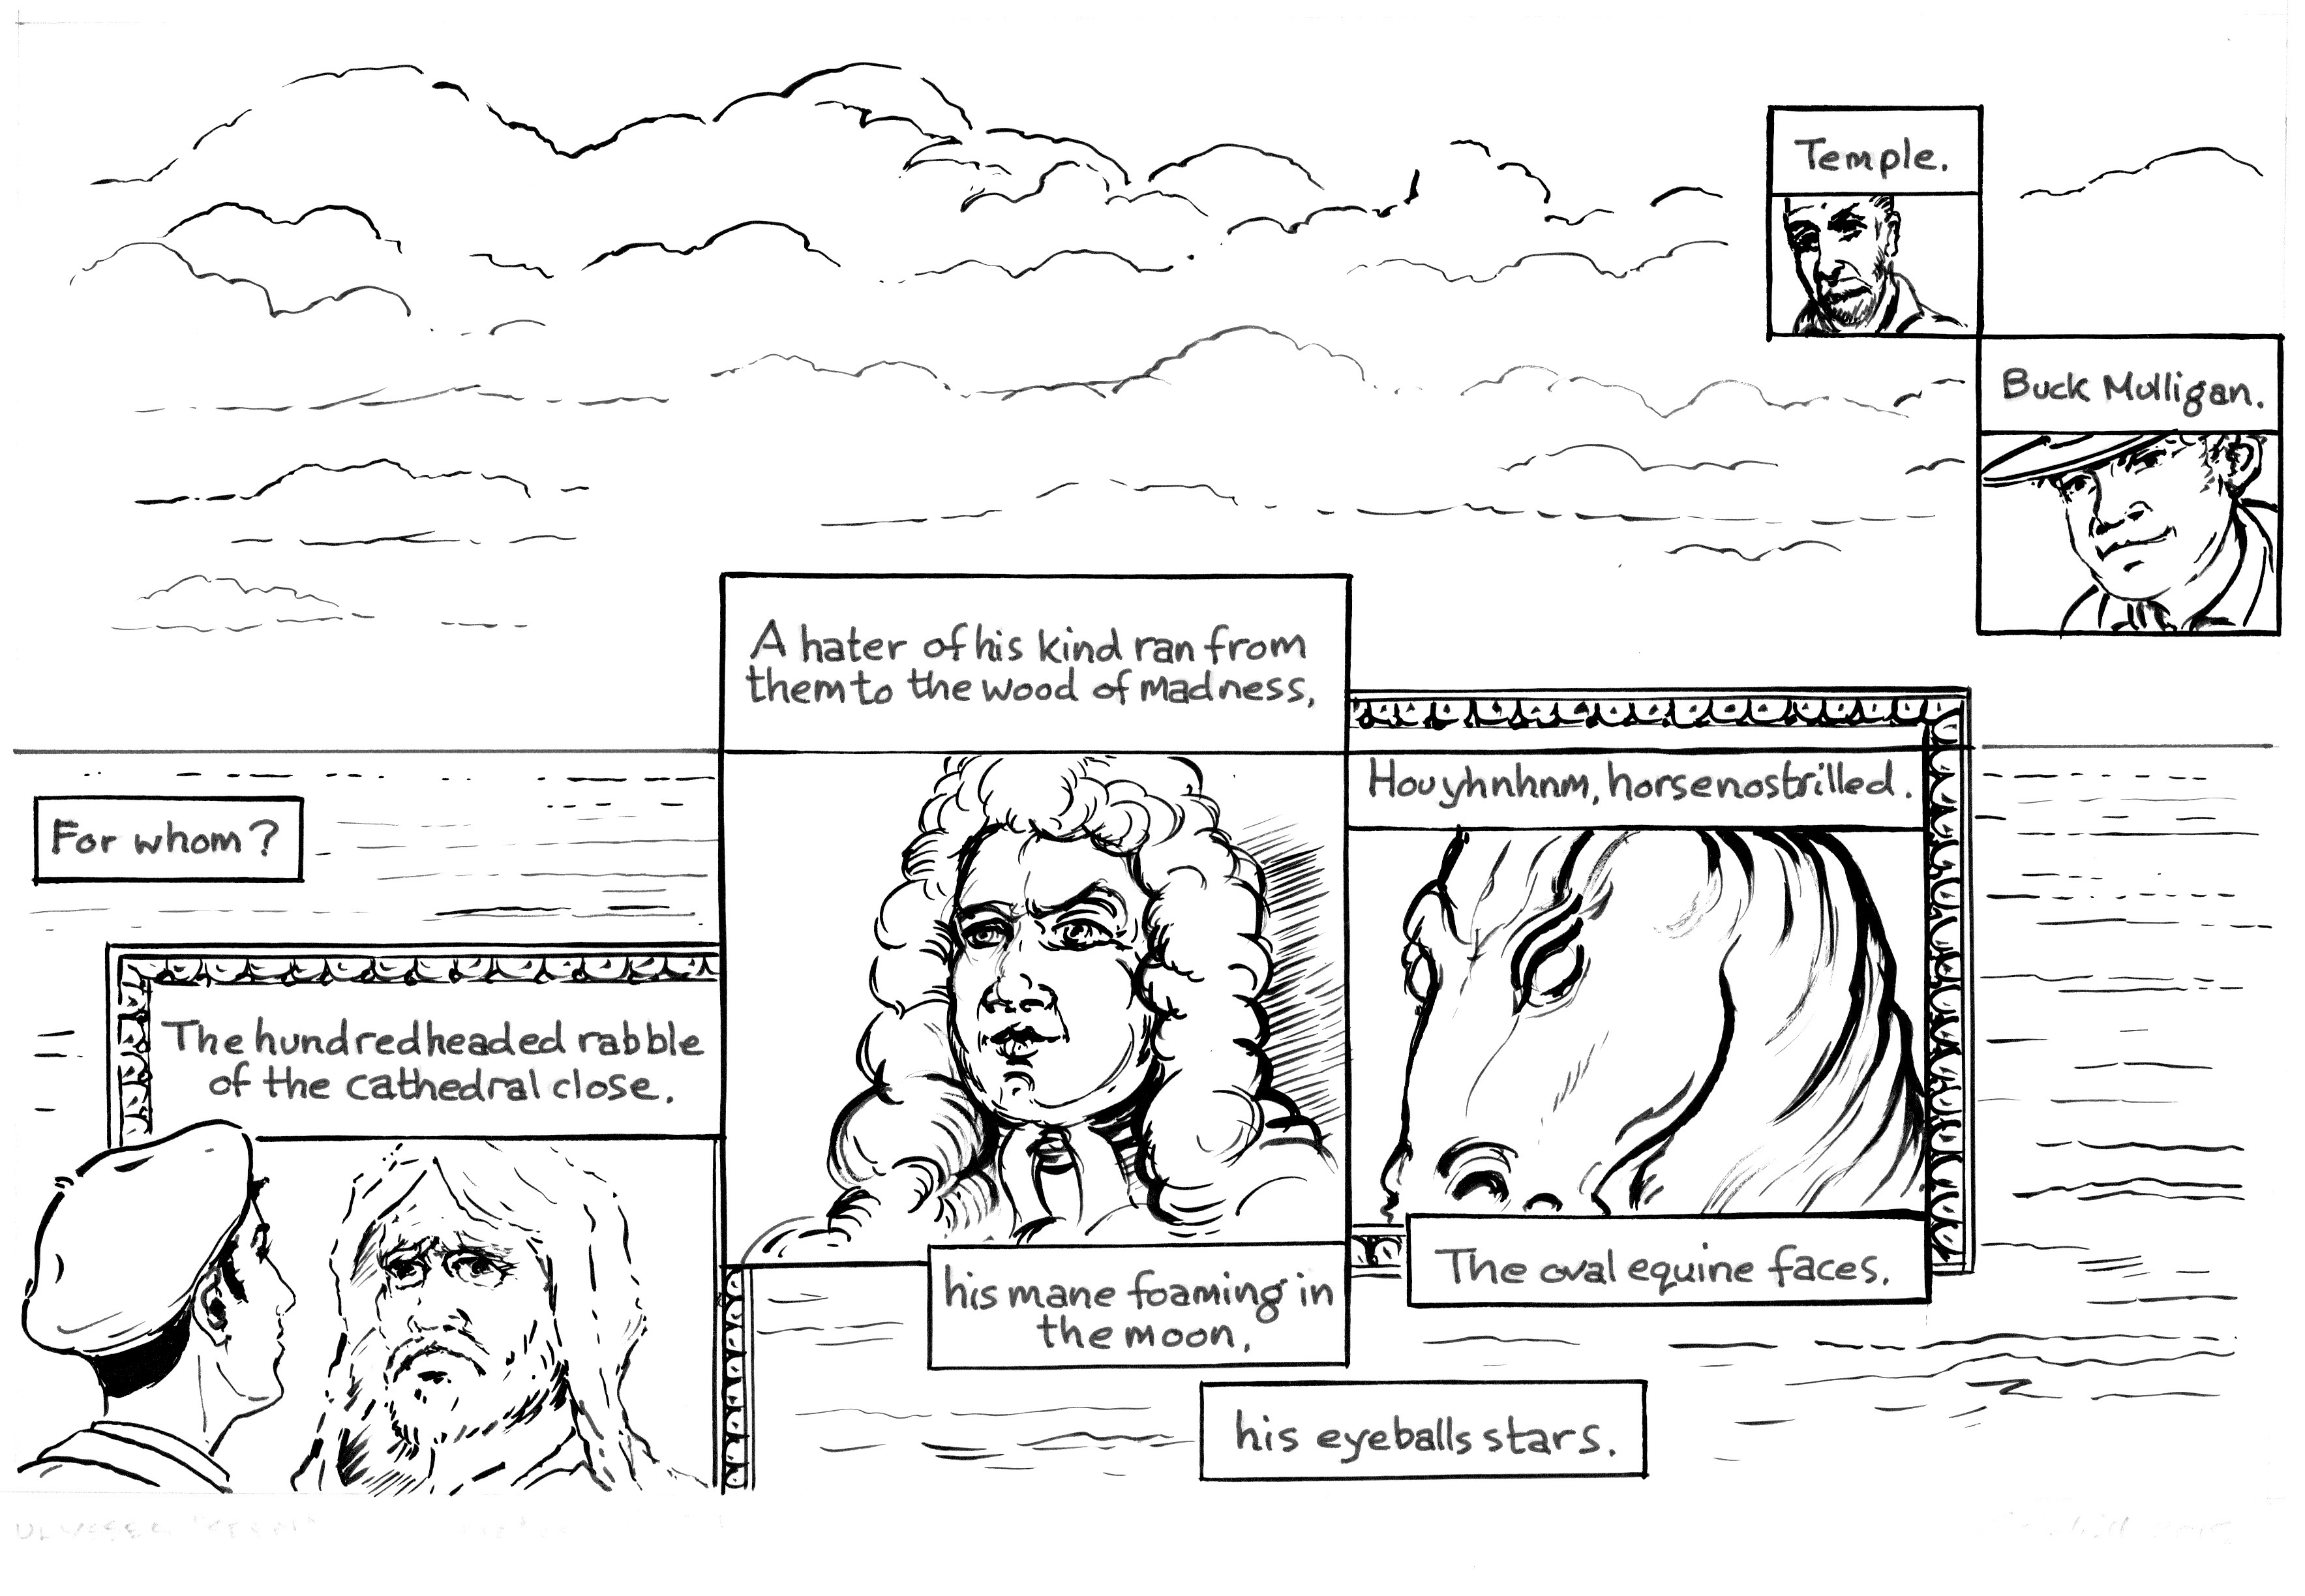 For whom?
The hundredheaded rabble
of the cathedral close.
A hater of his kind ran from
them to the wood of madness,
his mane foaming in
the moon,
his eyeballs stars.
Houyhnhnm, horsenostrilled.
The oval equine faces.
Temple.
Buck Mulligan.